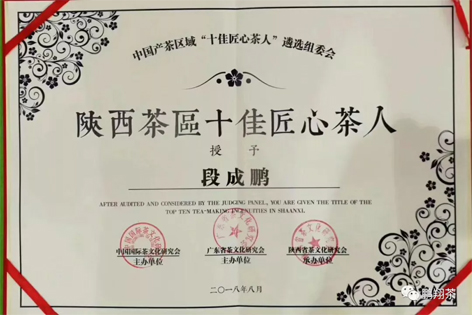 中国产茶区域“十佳匠心茶人”遴选组委会
陕西茶區十佳匠心茶人
授 予
段成鹏
AFTER AUDITED AND CONSIDERED BY THE JUDGING PANEL, YOU ARE GIVEN THE TITLE OF THE
TOP TEN TEA-MAKING INGENUITIES IN SHAANXI.
中国国际茶文化研究会 广东省茶文化研究会 陕西省茶文化研究会
主办单位 主办单位 承办单位
二〇一八年八月
鹏翔茶